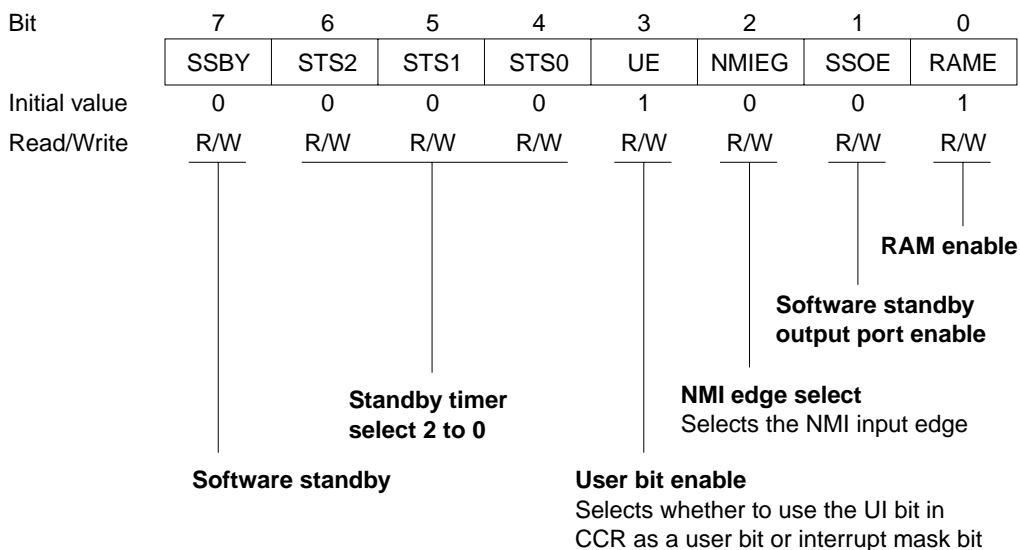 Bit 7 6 5 4 3 2 1 0
SSBY STS2 STS1 STS0 UE NMIEG SSOE RAME
Initial value 0 0 0 0 1 0 0 1
Read/Write R/W R/W R/W R/W R/W R/W R/W R/W
RAM enable
Software standby
output port enable
Standby timer
select 2 to 0
NMI edge select
Selects the NMI input edge
Software standby
User bit enable
Selects whether to use the UI bit in
CCR as a user bit or interrupt mask bit